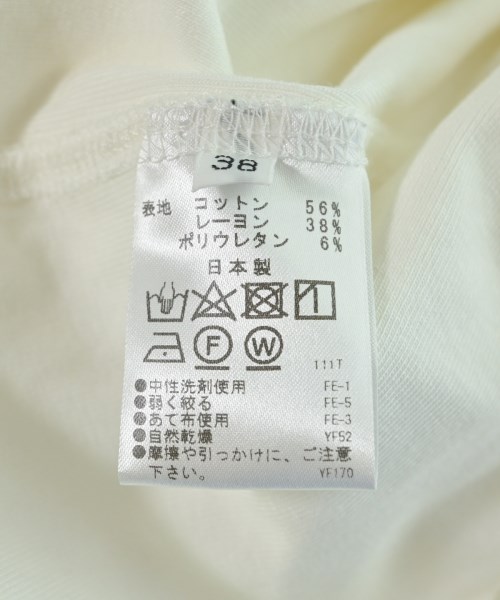 38
表地 コットン 56%
レーヨン 38%
ポリウレタン 6%
日本製
F W
111T
●中性洗剤使用 FE-1
●弱く絞る FE-5
●あて布使用 FE-3
●自然乾燥 YF52
●摩擦や引っかけに、ご注意
下さい。 YF170